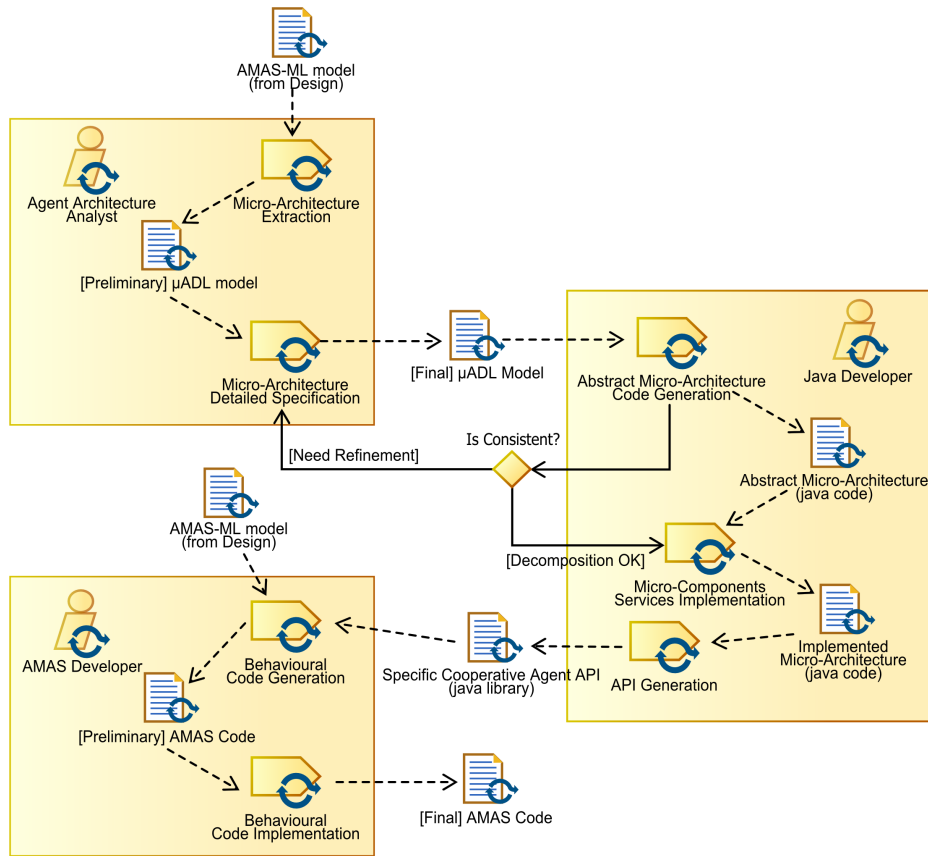 AMAS-ML model
(from Design)
Agent Architecture
Analyst
Micro-Architecture
Extraction
[Preliminary] µADL model
Micro-Architecture
Detailed Specification
[Final] µADL Model
Abstract Micro-Architecture
Code Generation
Java Developer
Is Consistent?
[Need Refinement]
Abstract Micro-Architecture
(java code)
AMAS-ML model
(from Design)
[Decomposition OK]
Micro-Components
Services Implementation
AMAS Developer
Behavioural
Code Generation
Specific Cooperative Agent API
(java library)
API Generation
Implemented
Micro-Architecture
(java code)
[Preliminary] AMAS Code
Behavioural
Code Implementation
[Final] AMAS Code